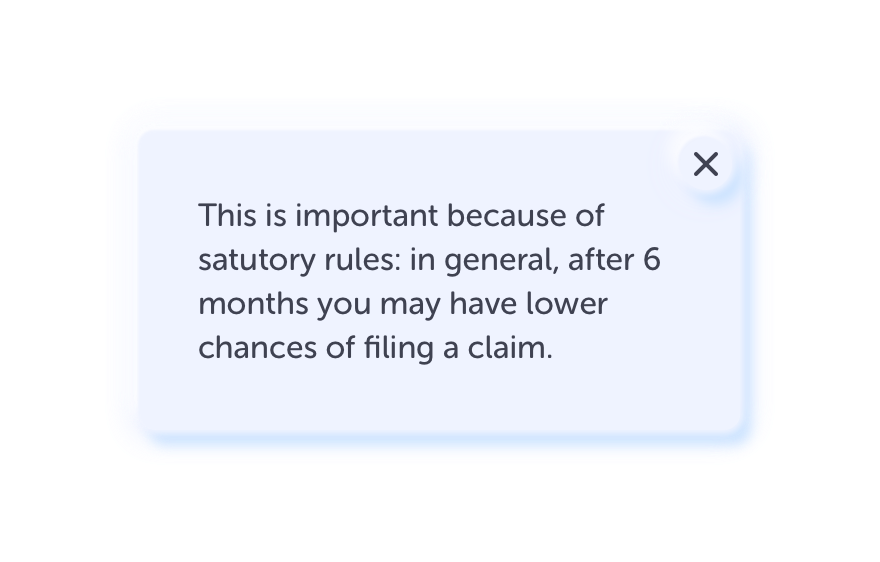 This is important because of
satutory rules: in general, after 6
months you may have lower
chances of filing a claim.